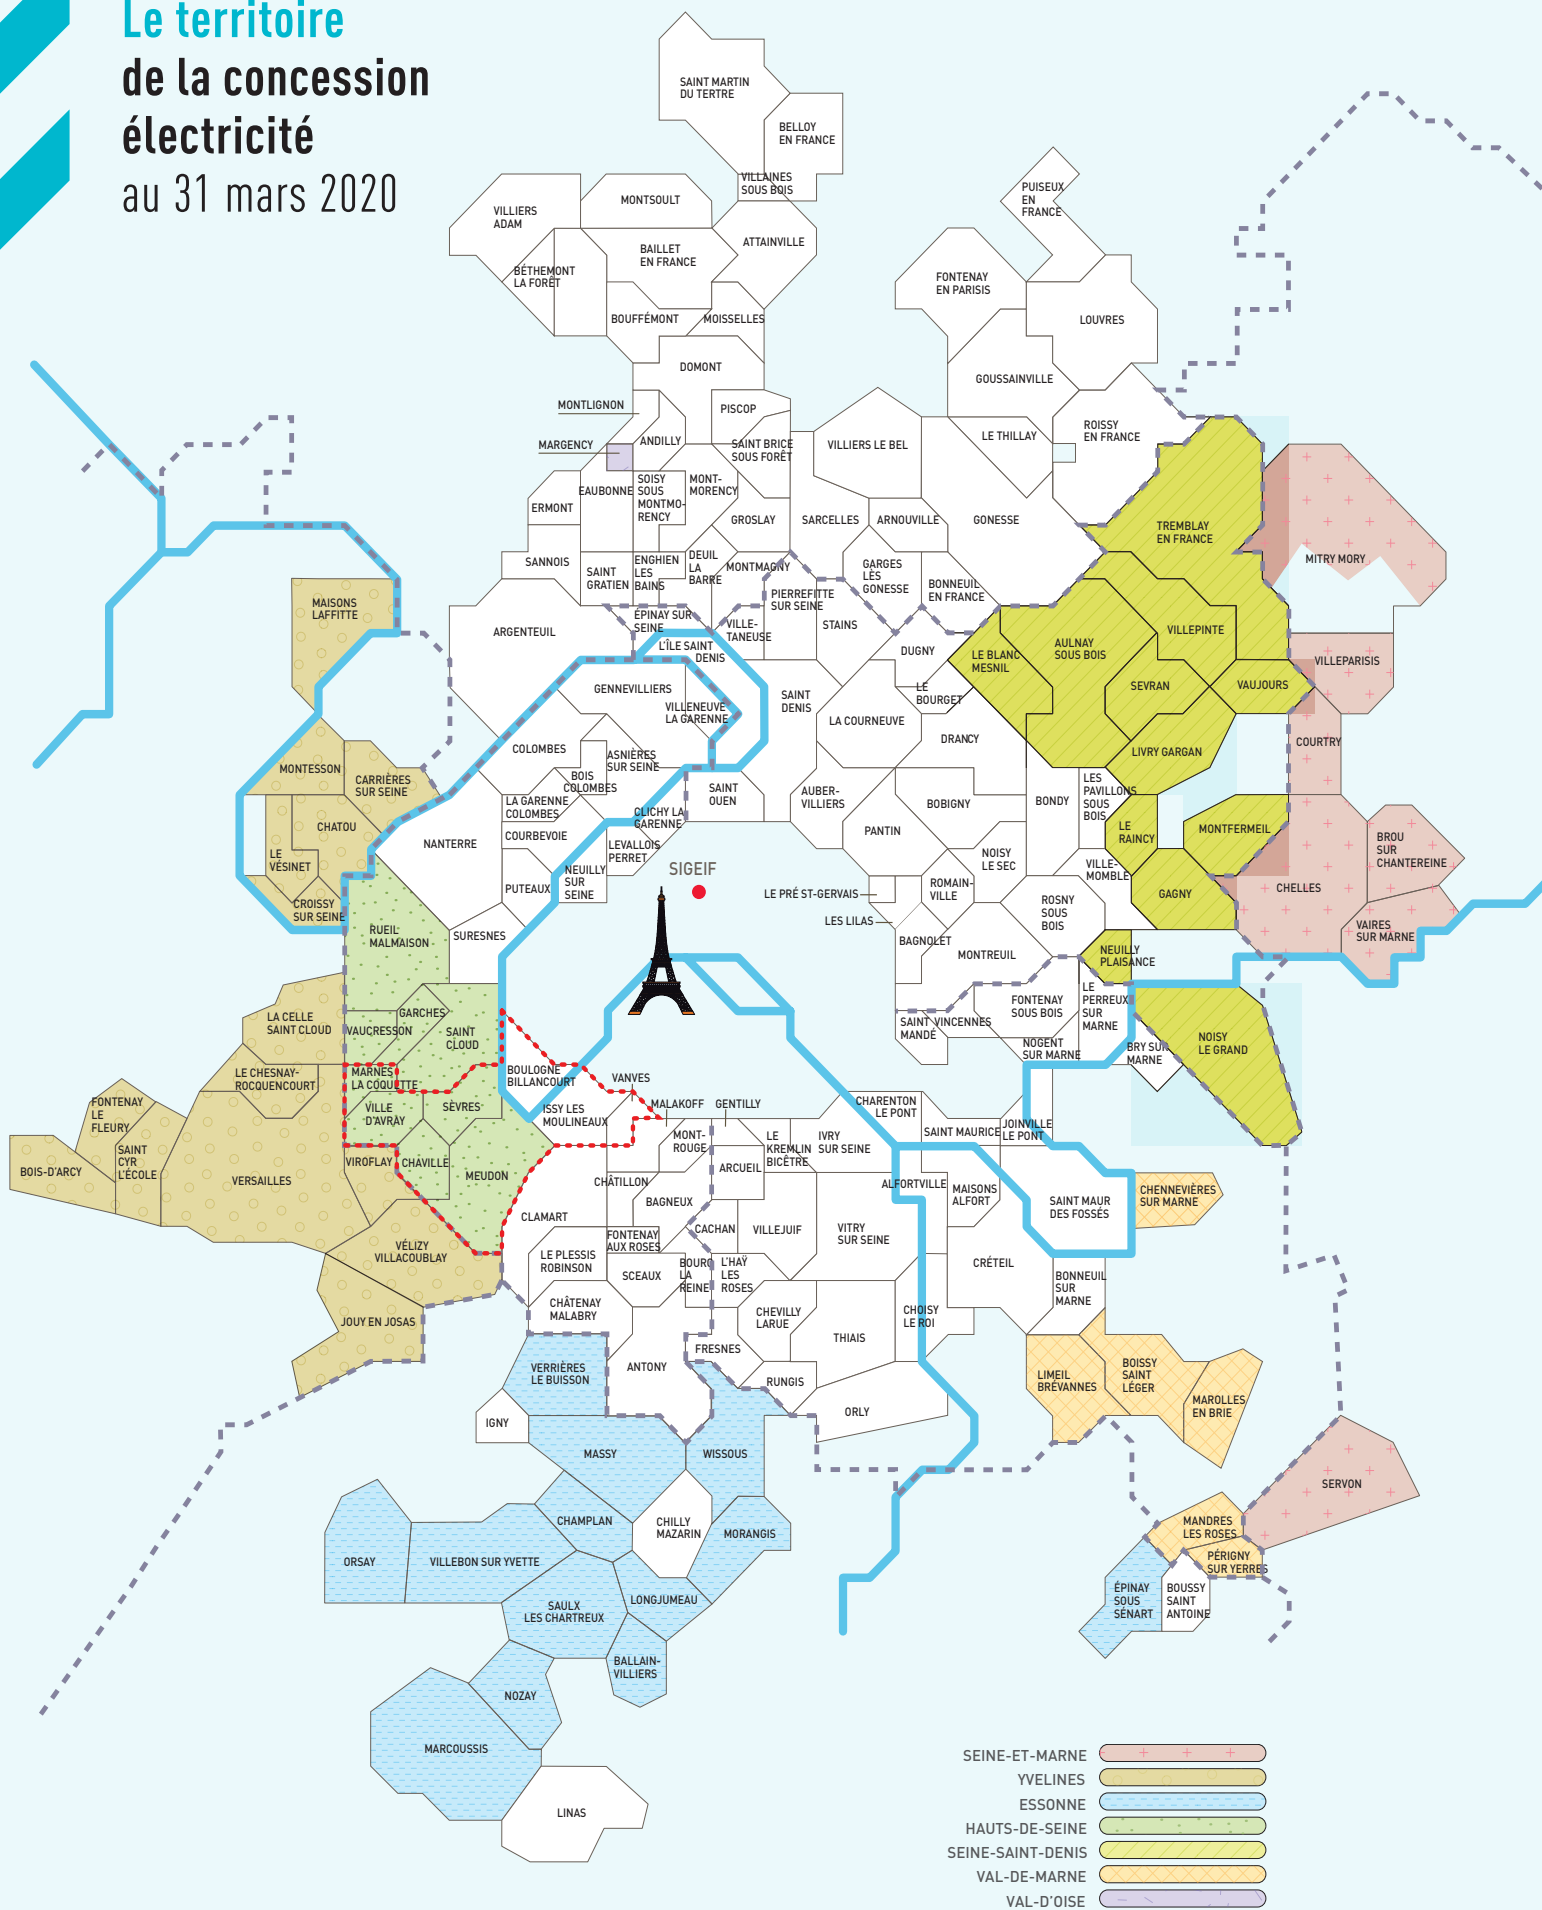 Le territoire
de la concession
électricité
au 31 mars 2020
SAINT MARTIN
DU TERTRE
BELLOY
EN FRANCE
VILLAINES
SOUS BOIS
MONTSOULT
VILLIERS
ADAM
ATTAINVILLE
BAILLET
EN FRANCE
BÉTHEMONT
LA FORÊT
BOUFFÉMONT
MOISSELLES
PUISEUX
EN
FRANCE
FONTENAY
EN PARISIS
LOUVRES
DOMONT
GOUSSAINVILLE
MONTLIGNON
PISCOP
ANDILLY
MARGENCY
SAINT BRICE
SOUS FORÊT
VILLIERS LE BEL
LE THILLAY
ROISSY
EN FRANCE
EAUBONNE
SOISY
SOUS
MONTMO-
RENCY
MONT-
MORENCY
ERMONT
GROSLAY
SARCELLES
ARNOUVILLE
GONESSE
TREMBLAY
EN FRANCE
MITRY MORY
SANNOIS
SAINT
GRATIEN
ENGHIEN
LES
BAINS
DEUIL
LA
BARRE
MONTMAGNY
GARGES
LÈS
GONESSE
BONNEUIL
EN FRANCE
PIERREFITTE
SUR SEINE
MAISONS
LAFFITTE
ARGENTEUIL
ÉPINAY SUR
SEINE
VILLE-
TANEUSE
STAINS
L'ÎLE SAINT
DENIS
DUGNY
LE BLANC
MESNIL
AULNAY
SOUS BOIS
VILLEPINTE
VILLEPARISIS
GENNEVILLIERS
VILLENEUVE
LA GARENNE
SAINT
DENIS
LE
BOURGET
SEVRAN
VAUJOURS
LA COURNEUVE
DRANCY
LIVRY GARGAN
COURTRY
COLOMBES
ASNIÈRES
SUR SEINE
BOIS
COLOMBES
MONTESSON
CARRIÈRES
SUR SEINE
SAINT
OUEN
AUBER-
VILLIERS
BOBIGNY
BONDY
LES
PAVILLONS
SOUS
BOIS
LA GARENNE
COLOMBES
CLICHY LA
GARENNE
CHATOU
NANTERRE
COURBEVOIE
LEVALLOIS
PERRET
PANTIN
LE
RAINCY
MONTFERMEIL
BROU
SUR
CHANTEREINE
LE
VÉSINET
NOISY
LE SEC
VILLE-
MOMBLE
PUTEAUX
NEUILLY
SUR
SEINE
SIGEIF
LE PRÉ ST-GERVAIS
ROMAIN-
VILLE
GAGNY
CHELLES
CROISSY
SUR SEINE
LES LILAS
ROSNY
SOUS
BOIS
RUEIL
MALMAISON
SURESNES
BAGNOLET
MONTREUIL
NEUILLY
PLAISANCE
VAIRES
SUR MARNE
LA CELLE
SAINT CLOUD
GARCHES
VAUCRESSON
SAINT
CLOUD
FONTENAY
SOUS BOIS
LE
PERREUX
SUR
MARNE
SAINT
MANDÉ
VINCENNES
NOGENT
SUR MARNE
BRY SUR
MARNE
NOISY
LE GRAND
LE CHESNAY-
ROCQUENCOURT
MARNES
LA COQUETTE
BOULOGNE
BILLANCOURT
VANVES
FONTENAY
LE
FLEURY
VILLE
D'AVRAY
SÈVRES
ISSY LES
MOULINEAUX
MALAKOFF
GENTILLY
CHARENTON
LE PONT
SAINT MAURICE
JOINVILLE
LE PONT
MONT-
ROUGE
LE
KREMLIN
BICÊTRE
IVRY
SUR SEINE
SAINT
CYR
L'ÉCOLE
BOIS-D'ARCY
VERSAILLES
VIROFLAY
CHAVILLE
MEUDON
CHÂTILLON
ARCUEIL
ALFORTVILLE
MAISONS
ALFORT
SAINT MAUR
DES FOSSÉS
CHENNEVIÈRES
SUR MARNE
CLAMART
BAGNEUX
CACHAN
VILLEJUIF
VITRY
SUR SEINE
VÉLIZY
VILLACOUBLAY
FONTENAY
AUX ROSES
LE PLESSIS
ROBINSON
SCEAUX
BOURG
LA
REINE
L'HAŸ
LES
ROSES
CRÉTEIL
BONNEUIL
SUR
MARNE
CHÂTENAY
MALABRY
CHEVILLY
LARUE
CHOISY
LE ROI
JOUY EN JOSAS
THIAIS
FRESNES
VERRIÈRES
LE BUISSON
ANTONY
RUNGIS
LIMEIL
BRÉVANNES
BOISSY
SAINT
LÉGER
MAROLLES
EN BRIE
IGNY
ORLY
MASSY
WISSOUS
SERVON
CHAMPLAN
CHILLY
MAZARIN
MORANGIS
MANDRES
LES ROSES
ORSAY
VILLEBON SUR YVETTE
PÉRIGNY
SUR YERRES
SAULX
LES CHARTREUX
LONGJUMEAU
ÉPINAY
SOUS
SÉNART
BOUSSY
SAINT
ANTOINE
BALLAIN-
VILLIERS
NOZAY
MARCOUSSIS
LINAS
SEINE-ET-MARNE
YVELINES
ESSONNE
HAUTS-DE-SEINE
SEINE-SAINT-DENIS
VAL-DE-MARNE
VAL-D'OISE